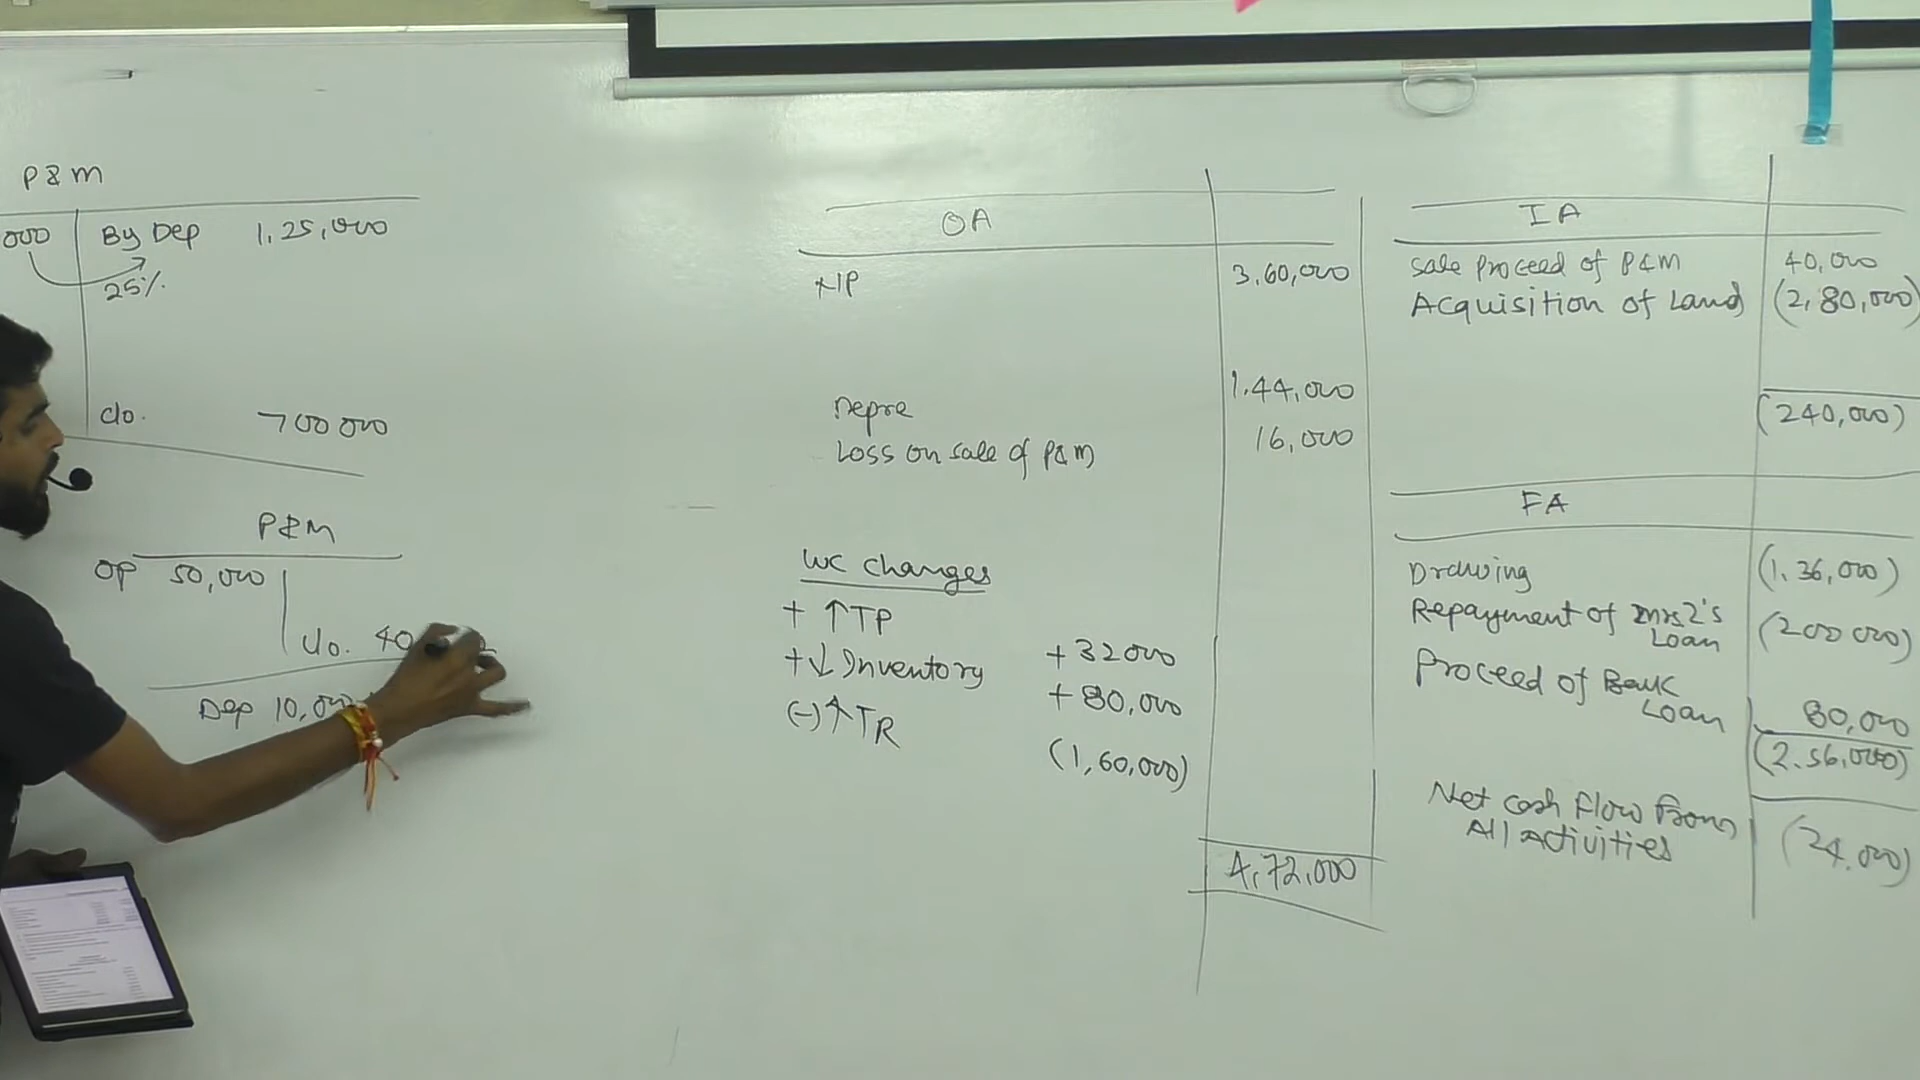 P&M
000 By Dep 1,25,000
25%
clo. 700000
P&M
op 50,000
clo. 40
Dep 10,000
OA
NP 3,60,000
Depre 1,44,000
Loss on sale of P&M 16,000
WC changes
+ ↑TP +32000
+↓Inventory +80,000
(-)↑TR (1,60,000)
4,72,000
IA
Sale Proceed of P&M 40,000
Acquisition of Land (2,80,000)
(240,000)
FA
Drawing (1,36,000)
Repayment of Mrs Z's
Loan (200000)
Proceed of Bank
Loan 80,000
(2,56,000)
Net cash flow from
All activities (24,000)